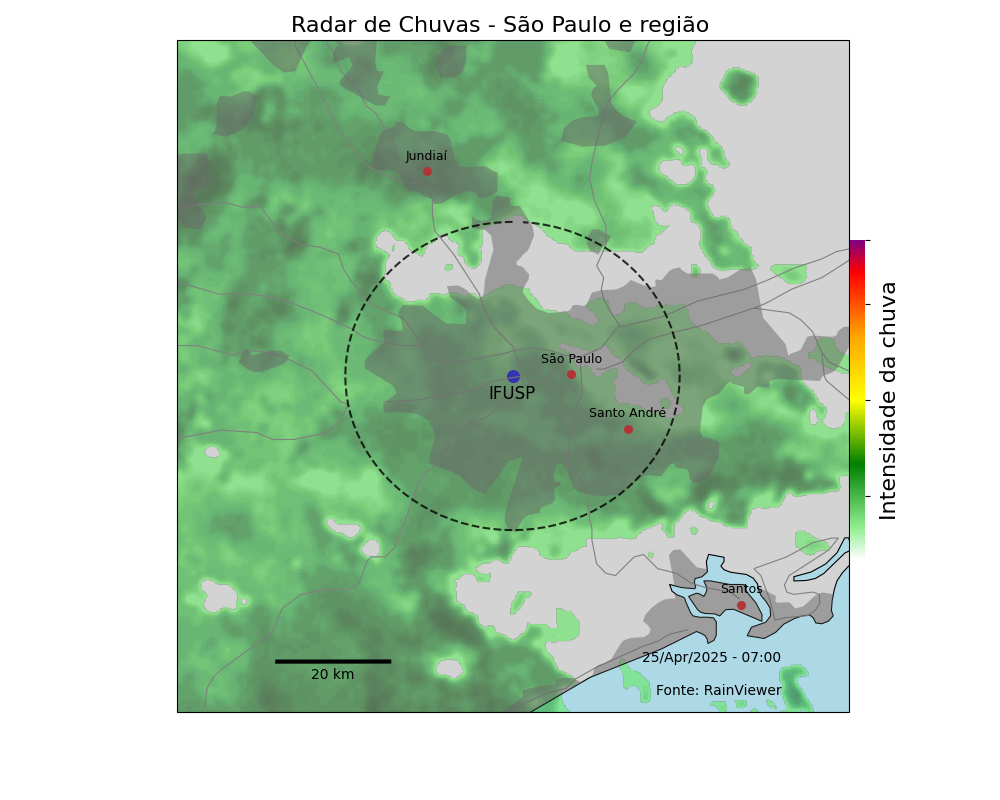 Radar de Chuvas - São Paulo e região
Jundiaí
São Paulo
IFUSP
Santo André
Santos
25/Apr/2025 - 07:00
20 km
Fonte: RainViewer
Intensidade da chuva